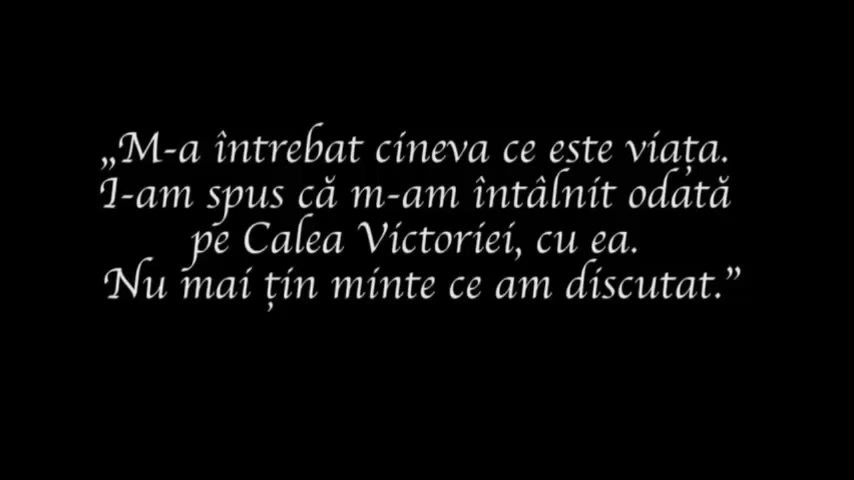 „M-a întrebat cineva ce este viața.
I-am spus că m-am întâlnit odată
pe Calea Victoriei, cu ea.
Nu mai țin minte ce am discutat.”